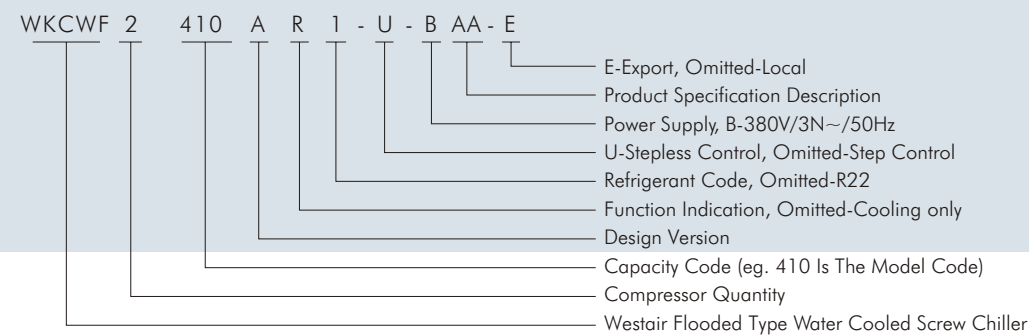 WKCWF 2 410 A R 1 - U - B AA - E
E-Export, Omitted-Local
Product Specification Description
Power Supply, B-380V/3N~/50Hz
U-Stepless Control, Omitted-Step Control
Refrigerant Code, Omitted-R22
Function Indication, Omitted-Cooling only
Design Version
Capacity Code (eg. 410 Is The Model Code)
Compressor Quantity
Westair Flooded Type Water Cooled Screw Chiller